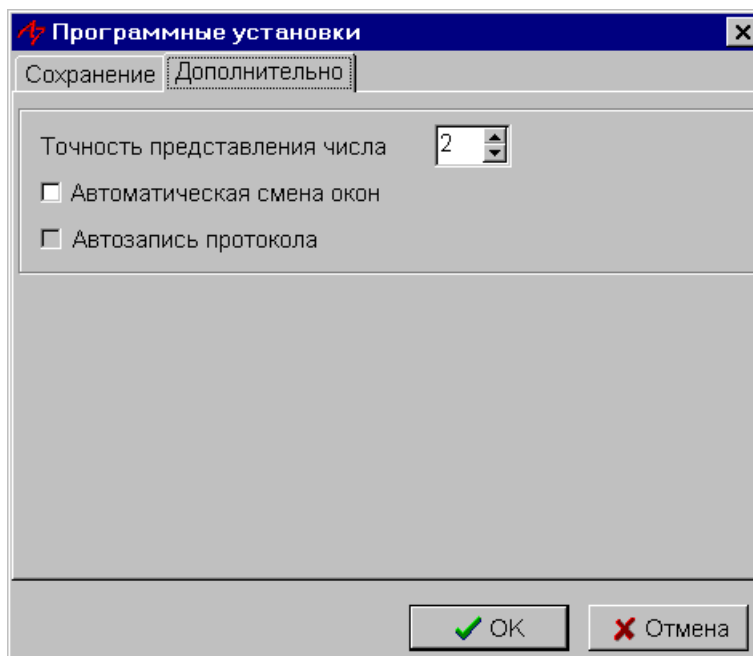 Программные установки
Сохранение Дополнительно
Точность представления числа 2
Автоматическая смена окон
Автозапись протокола
OK Отмена